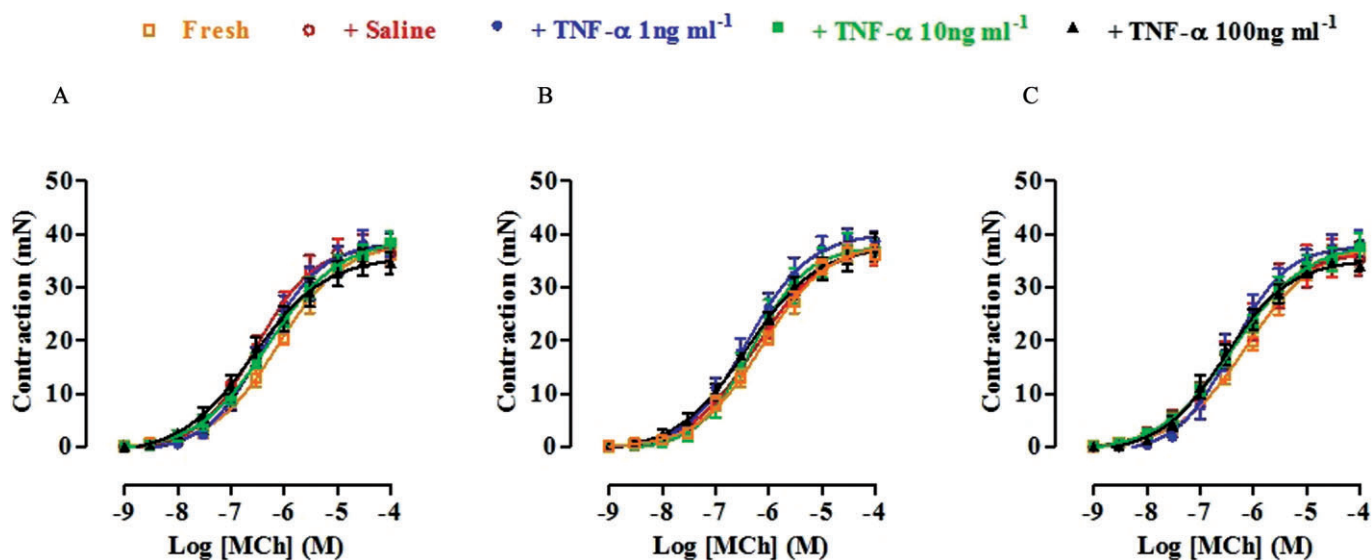 Fresh + Saline + TNF-α 1ng ml⁻¹ + TNF-α 10ng ml⁻¹ + TNF-α 100ng ml⁻¹
A B C
50 50 50
40 40 40
30 30 30
20 20 20
10 10 10
0 0 0
Contraction (mN) Contraction (mN) Contraction (mN)
-9 -8 -7 -6 -5 -4 -9 -8 -7 -6 -5 -4 -9 -8 -7 -6 -5 -4
Log [MCh] (M) Log [MCh] (M) Log [MCh] (M)